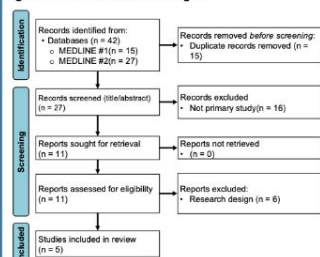 Identification
Records identified from:
• Databases (n = 42)
o MEDLINE #1(n = 15)
o MEDLINE #2(n = 27)
Records removed before screening:
• Duplicate records removed (n =
15)
Screening
Records screened (title/abstract)
(n = 27)
Records excluded
• Not primary study(n = 16)
Reports sought for retrieval
(n = 11)
Reports not retrieved
• (n = 0)
Reports assessed for eligibility
(n = 11)
Reports excluded:
• Research design (n = 6)
Studies included in review
(n = 5)